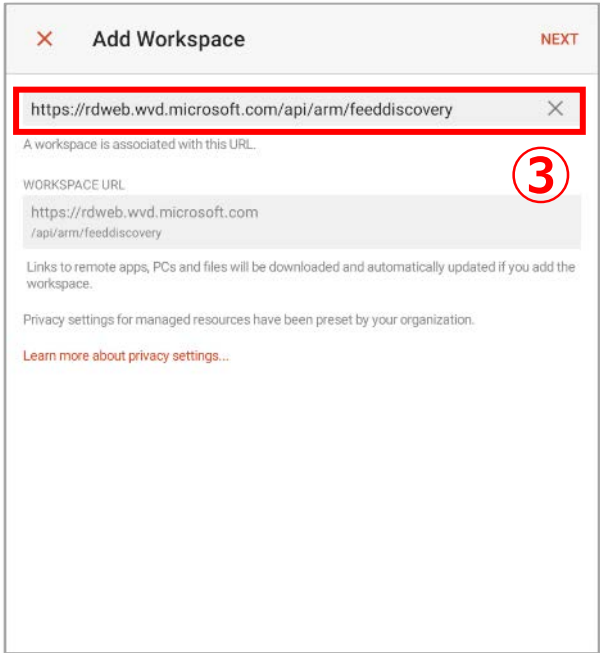 Add Workspace
NEXT
https://rdweb.wvd.microsoft.com/api/arm/feeddiscovery
A workspace is associated with this URL.
③
WORKSPACE URL
https://rdweb.wvd.microsoft.com
/api/arm/feeddiscovery
Links to remote apps, PCs and files will be downloaded and automatically updated if you add the
workspace.
Privacy settings for managed resources have been preset by your organization.
Learn more about privacy settings...